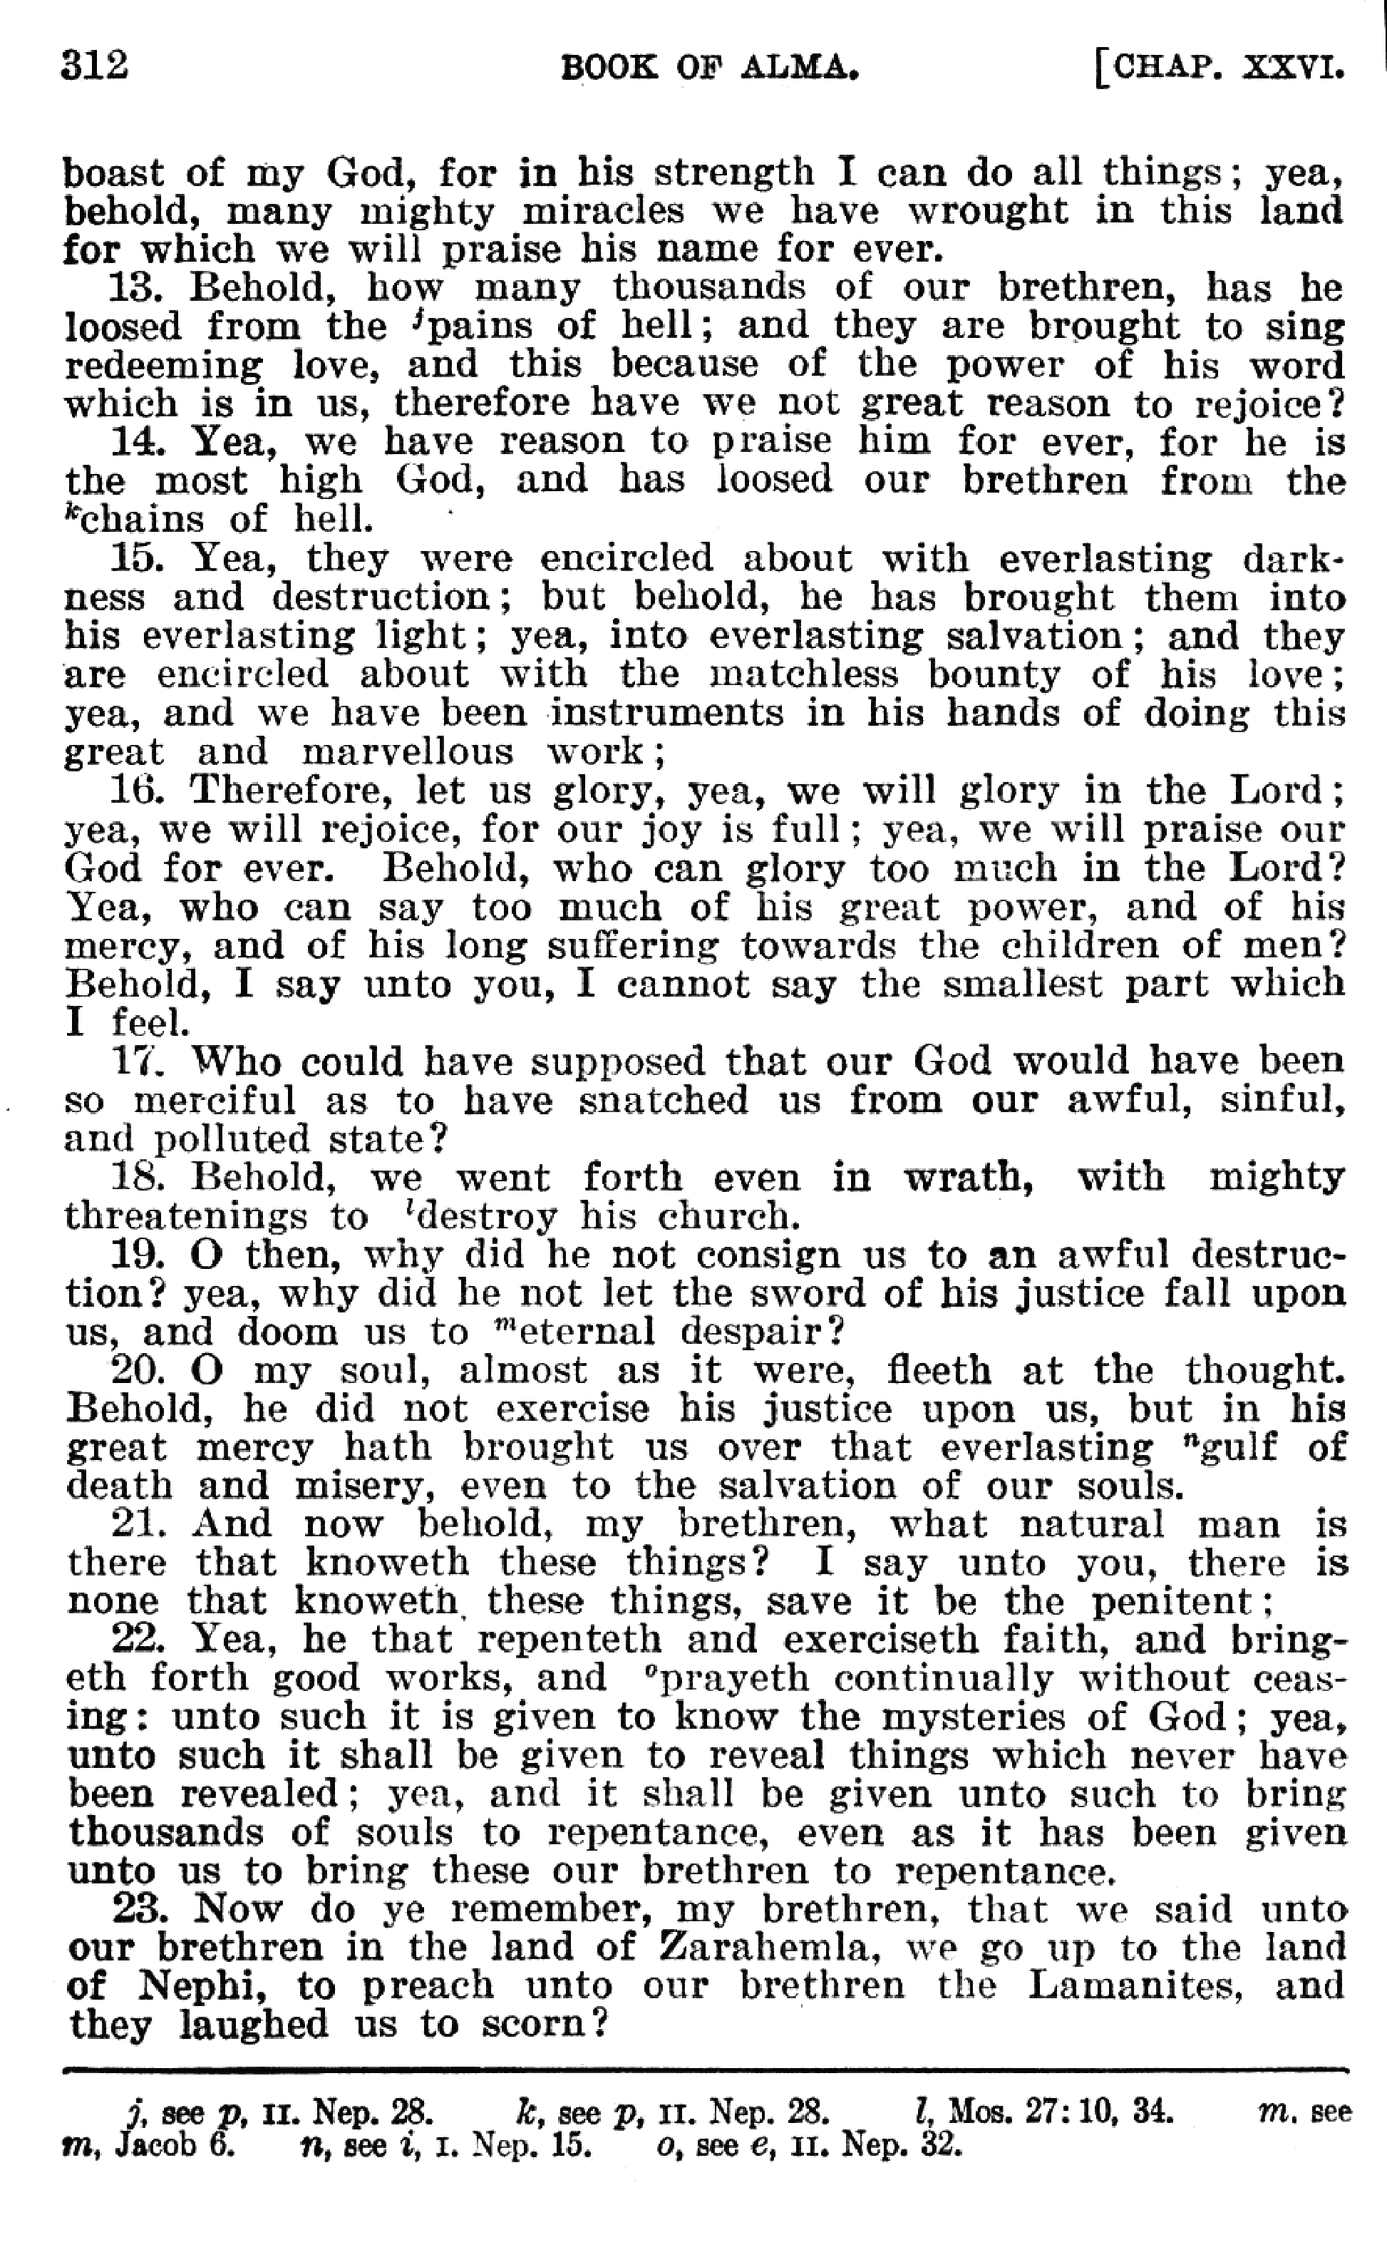 312 BOOK OF ALMA. [CHAP. XXVI.
boast of my God, for in his strength I can do all things; yea,
behold, many mighty miracles we have wrought in this land
for which we will praise his name for ever.
13. Behold, how many thousands of our brethren, has he
loosed from the jpains of hell; and they are brought to sing
redeeming love, and this because of the power of his word
which is in us, therefore have we not great reason to rejoice?
14. Yea, we have reason to praise him for ever, for he is
the most high God, and has loosed our brethren from the
kchains of hell.
15. Yea, they were encircled about with everlasting dark-
ness and destruction; but behold, he has brought them into
his everlasting light; yea, into everlasting salvation; and they
are encircled about with the matchless bounty of his love;
yea, and we have been instruments in his hands of doing this
great and marvellous work;
16. Therefore, let us glory, yea, we will glory in the Lord;
yea, we will rejoice, for our joy is full; yea, we will praise our
God for ever. Behold, who can glory too much in the Lord?
Yea, who can say too much of his great power, and of his
mercy, and of his long suffering towards the children of men?
Behold, I say unto you, I cannot say the smallest part which
I feel.
17. Who could have supposed that our God would have been
so merciful as to have snatched us from our awful, sinful,
and polluted state?
18. Behold, we went forth even in wrath, with mighty
threatenings to ldestroy his church.
19. O then, why did he not consign us to an awful destruc-
tion? yea, why did he not let the sword of his justice fall upon
us, and doom us to meternal despair?
20. O my soul, almost as it were, fleeth at the thought.
Behold, he did not exercise his justice upon us, but in his
great mercy hath brought us over that everlasting ngulf of
death and misery, even to the salvation of our souls.
21. And now behold, my brethren, what natural man is
there that knoweth these things? I say unto you, there is
none that knoweth these things, save it be the penitent;
22. Yea, he that repenteth and exerciseth faith, and bring-
eth forth good works, and oprayeth continually without ceas-
ing: unto such it is given to know the mysteries of God; yea,
unto such it shall be given to reveal things which never have
been revealed; yea, and it shall be given unto such to bring
thousands of souls to repentance, even as it has been given
unto us to bring these our brethren to repentance.
23. Now do ye remember, my brethren, that we said unto
our brethren in the land of Zarahemla, we go up to the land
of Nephi, to preach unto our brethren the Lamanites, and
they laughed us to scorn?
j, see p, II. Nep. 28. k, see p, II. Nep. 28. l, Mos. 27: 10, 34. m. see
m, Jacob 6. n, see i, I. Nep. 15. o, see e, II. Nep. 32.